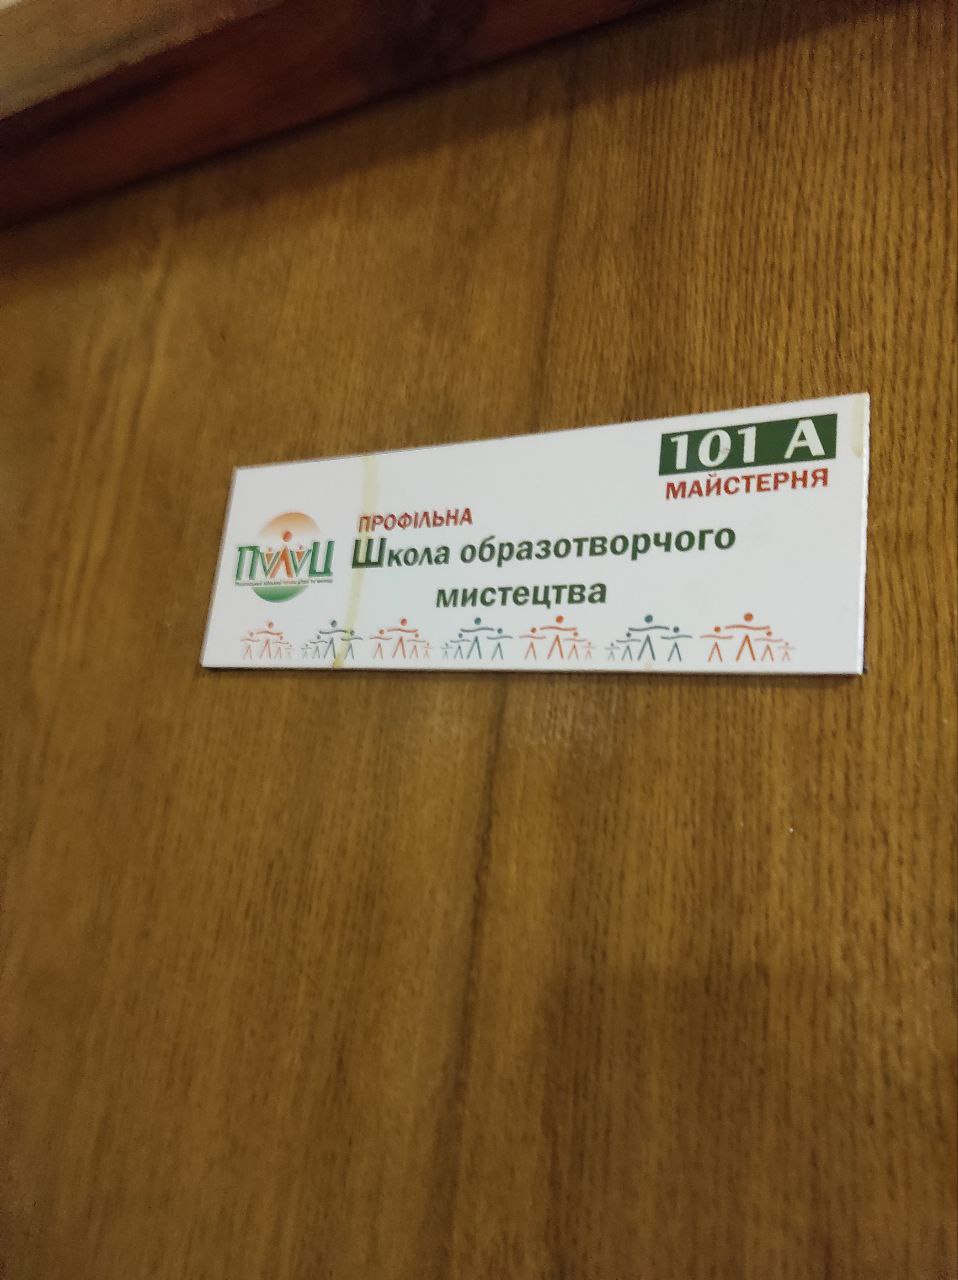 101 А
МАЙСТЕРНЯ
ПРОФІЛЬНА
Школа образотворчого
мистецтва